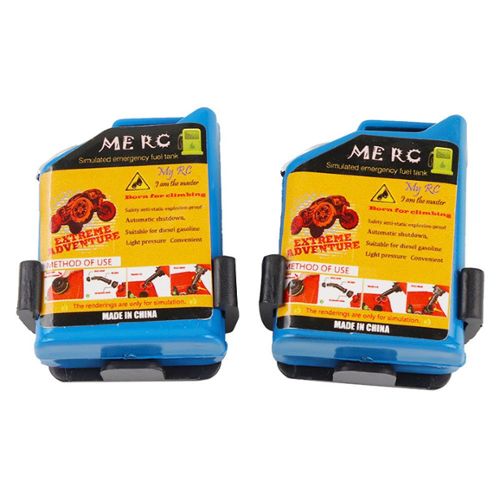 ME RC
Simulated emergency fuel tank
My RC
I am the master
Born for climbing
Safety anti-static explosion-proof
Automatic shutdown,
Suitable for diesel gasoline
Light pressure Convenient
EXTREME
ADVENTURE
METHOD OF USE
The renderings are only for simulation.
MADE IN CHINA
ME RC
Simulated emergency fuel tank
My RC
I am the master
Born for climbing
Safety anti-static explosion-proof
Automatic shutdown,
Suitable for diesel gasoline
Light pressure Convenient
EXTREME
ADVENTURE
METHOD OF USE
The renderings are only for simulation.
MADE IN CHINA